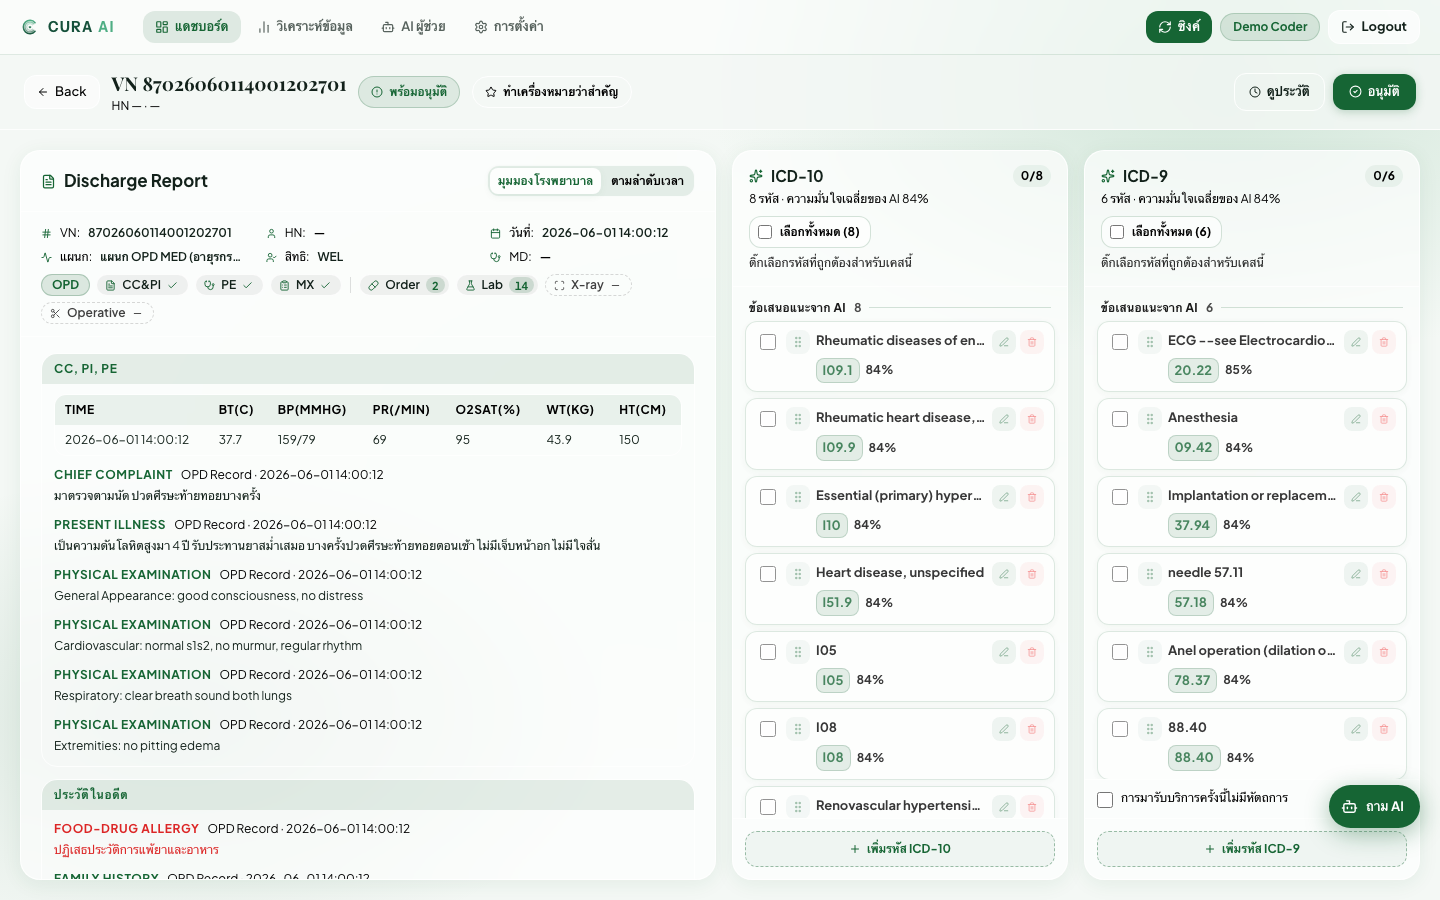 CURA AI
แดชบอร์ด
วิเคราะห์ข้อมูล
AI ผู้ช่วย
การตั้งค่า
ซิงค์
Demo Coder
Logout
Back
VN 87026060114001202701
HN — · —
พร้อมอนุมัติ
ทำเครื่องหมายว่าสำคัญ
ดูประวัติ
อนุมัติ
Discharge Report
มุมมองโรงพยาบาล
ตามลำดับเวลา
VN: 87026060114001202701
HN: —
วันที่: 2026-06-01 14:00:12
แผนก: แผนก OPD MED (อายุรกร...
สิทธิ: WEL
MD: —
OPD
CC&PI
PE
MX
Order 2
Lab 14
X-ray —
Operative —
CC, PI, PE
TIME BT(C) BP(MMHG) PR(/MIN) O2SAT(%) WT(KG) HT(CM)
2026-06-01 14:00:12 37.7 159/79 69 95 43.9 150
CHIEF COMPLAINT OPD Record · 2026-06-01 14:00:12
มาตรวจตามนัด ปวดศีรษะท้ายทอยบางครั้ง
PRESENT ILLNESS OPD Record · 2026-06-01 14:00:12
เป็นความดันโลหิตสูงมา 4 ปี รับประทานยาสม่ำเสมอ บางครั้งปวดศีรษะท้ายทอยตอนเช้า ไม่มีเจ็บหน้าอก ไม่มีใจสั่น
PHYSICAL EXAMINATION OPD Record · 2026-06-01 14:00:12
General Appearance: good consciousness, no distress
PHYSICAL EXAMINATION OPD Record · 2026-06-01 14:00:12
Cardiovascular: normal s1s2, no murmur, regular rhythm
PHYSICAL EXAMINATION OPD Record · 2026-06-01 14:00:12
Respiratory: clear breath sound both lungs
PHYSICAL EXAMINATION OPD Record · 2026-06-01 14:00:12
Extremities: no pitting edema
ประวัติในอดีต
FOOD-DRUG ALLERGY OPD Record · 2026-06-01 14:00:12
ปฏิเสธประวัติการแพ้ยาและอาหาร
FAMILY HISTORY OPD Record · 2026-06-01 14:00:12
ICD-10
0/8
8 รหัส · ความมั่นใจเฉลี่ยของ AI 84%
เลือกทั้งหมด (8)
ติ๊กเลือกรหัสที่ถูกต้องสำหรับเคสนี้
ข้อเสนอแนะจาก AI 8
Rheumatic diseases of en...
I09.1 84%
Rheumatic heart disease,...
I09.9 84%
Essential (primary) hyper...
I10 84%
Heart disease, unspecified
I51.9 84%
I05
I05 84%
I08
I08 84%
Renovascular hypertensi...
เพิ่มรหัส ICD-10
ICD-9
0/6
6 รหัส · ความมั่นใจเฉลี่ยของ AI 84%
เลือกทั้งหมด (6)
ติ๊กเลือกรหัสที่ถูกต้องสำหรับเคสนี้
ข้อเสนอแนะจาก AI 6
ECG --see Electrocardio...
20.22 85%
Anesthesia
09.42 84%
Implantation or replacem...
37.94 84%
needle 57.11
57.18 84%
Anel operation (dilation o...
78.37 84%
88.40
88.40 84%
การมารับบริการครั้งนี้ไม่มีหัตถการ
ถาม AI
เพิ่มรหัส ICD-9